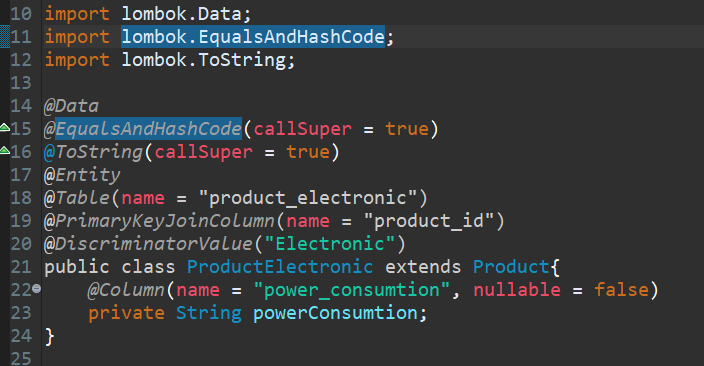 10 import lombok.Data;
11 import lombok.EqualsAndHashCode;
12 import lombok.ToString;
13
14 @Data
15 @EqualsAndHashCode(callSuper = true)
16 @ToString(callSuper = true)
17 @Entity
18 @Table(name = "product_electronic")
19 @PrimaryKeyJoinColumn(name = "product_id")
20 @DiscriminatorValue("Electronic")
21 public class ProductElectronic extends Product{
22     @Column(name = "power_consumtion", nullable = false)
23     private String powerConsumtion;
24 }
25